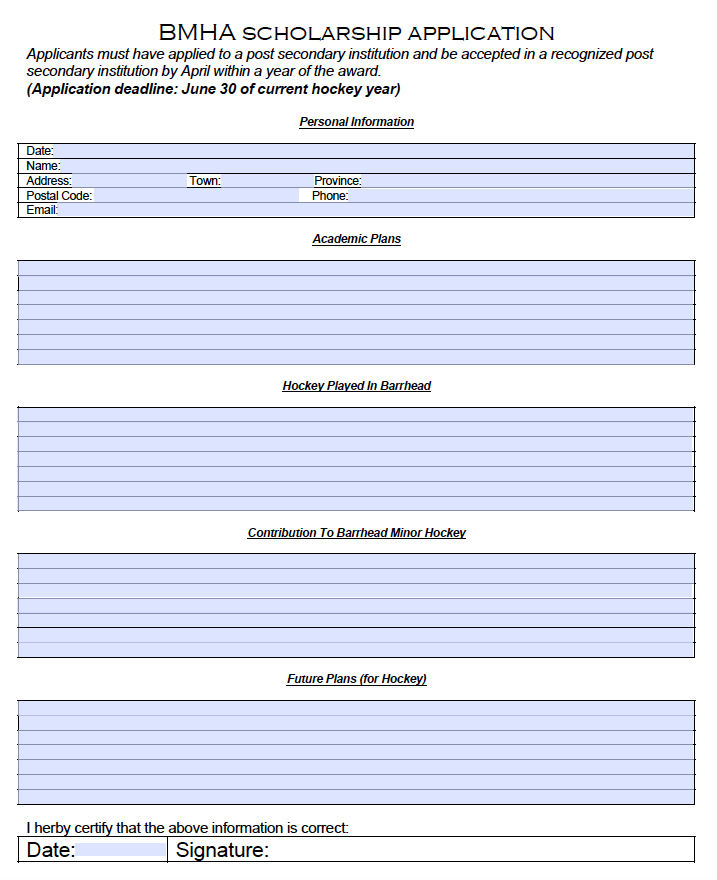 BMHA SCHOLARSHIP APPLICATION
Applicants must have applied to a post secondary institution and be accepted in a recognized post
secondary institution by April within a year of the award.
(Application deadline: June 30 of current hockey year)
Personal Information
Date:
Name:
Address: Town: Province:
Postal Code: Phone:
Email:
Academic Plans
Hockey Played In Barrhead
Contribution To Barrhead Minor Hockey
Future Plans (for Hockey)
I herby certify that the above information is correct:
Date: Signature: